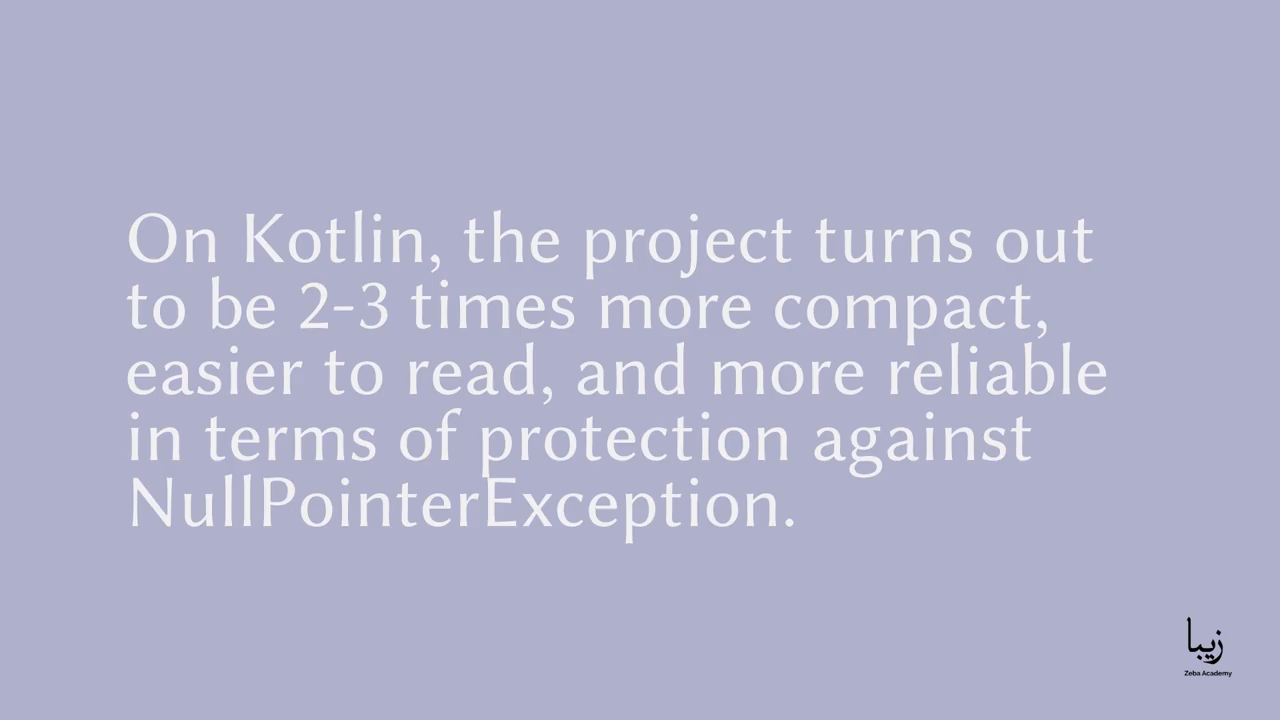 On Kotlin, the project turns out
to be 2-3 times more compact,
easier to read, and more reliable
in terms of protection against
NullPointerException.
زیبا
Zeba Academy